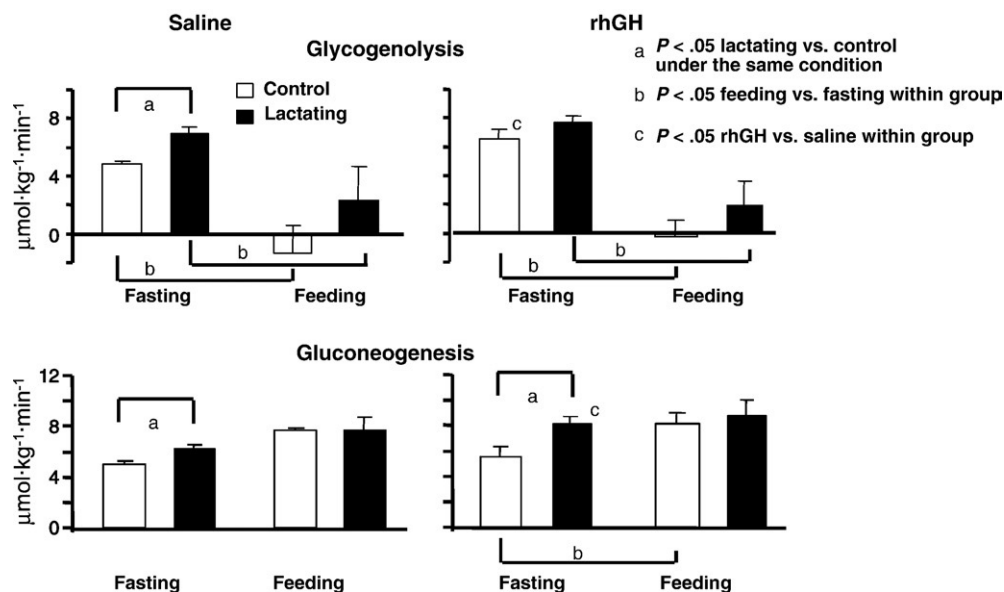 Saline
rhGH
Glycogenolysis
a P < .05 lactating vs. control
under the same condition
b P < .05 feeding vs. fasting within group
c P < .05 rhGH vs. saline within group
Control
Lactating
μmol·kg⁻¹·min⁻¹
8
4
0
a
b
b
Fasting
Feeding
c
b
b
Fasting
Feeding
Gluconeogenesis
μmol·kg⁻¹·min⁻¹
12
8
4
0
a
Fasting
Feeding
a
c
b
Fasting
Feeding